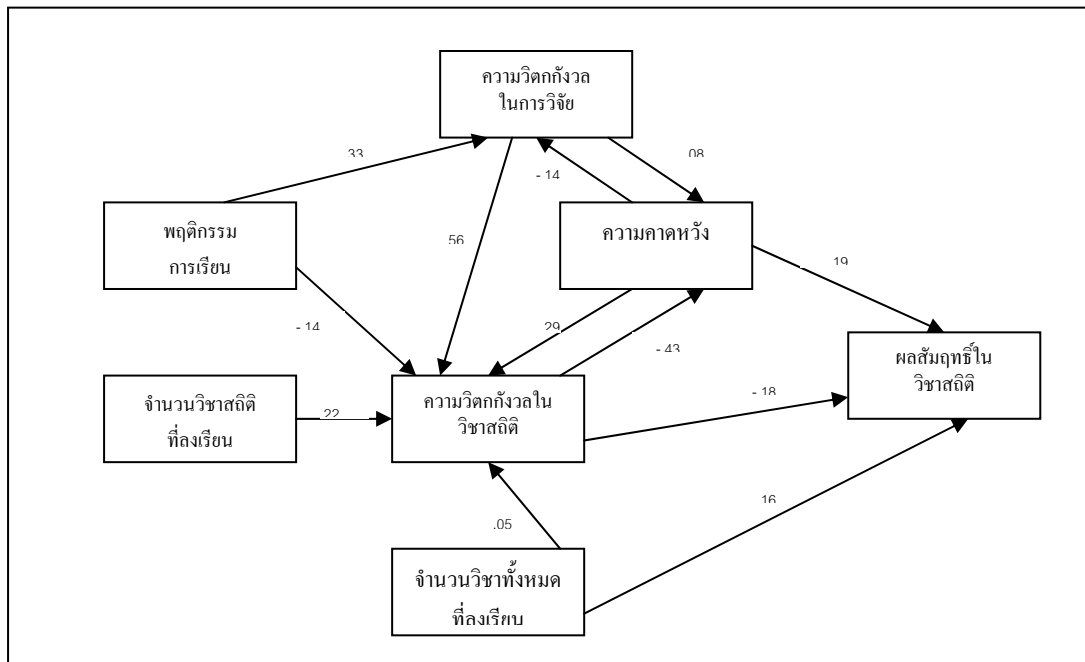 ความวิตกกังวล
ในการวิจัย
33
08
- 14
พฤติกรรม
การเรียน
ความคาดหวัง
56
19
- 14
29
- 43
ผลสัมฤทธิ์ใน
วิชาสถิติ
จำนวนวิชาสถิติ
ที่ลงเรียน
22
ความวิตกกังวลใน
วิชาสถิติ
- 18
.05
16
จำนวนวิชาทั้งหมด
ที่ลงเรียน